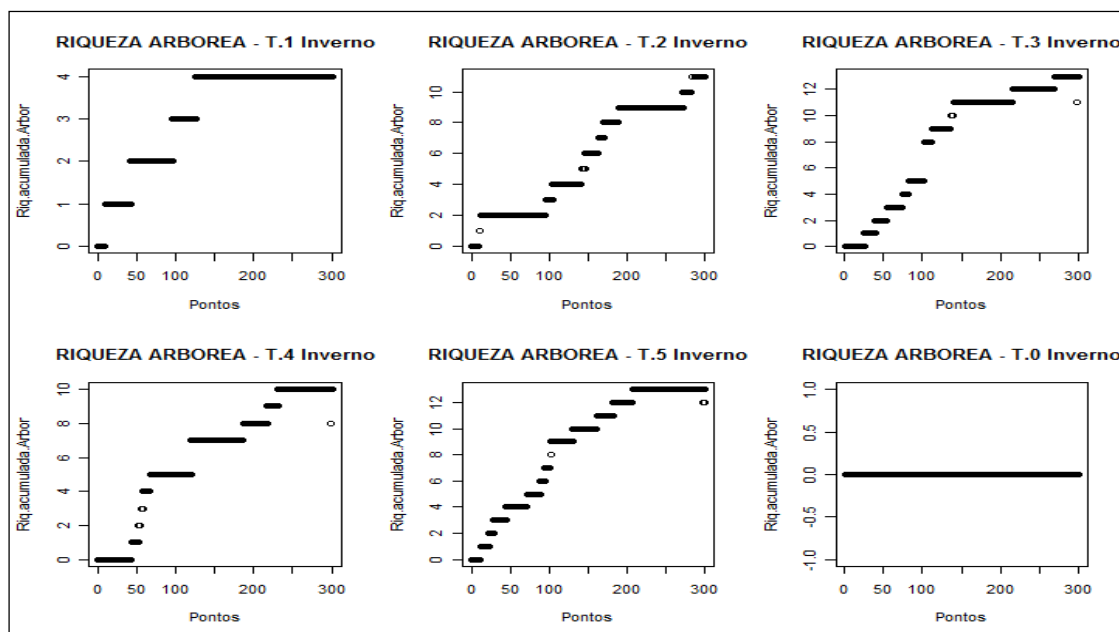 RIQUEZA ARBOREA - T.1 Inverno
Riq.acumulada.Arbor
0 1 2 3 4
0 50 100 200 300
Pontos
RIQUEZA ARBOREA - T.2 Inverno
Riq.acumulada.Arbor
0 2 4 6 8 10
0 50 100 200 300
Pontos
RIQUEZA ARBOREA - T.3 Inverno
Riq.acumulada.Arbor
0 2 4 6 8 10 12
0 50 100 200 300
Pontos
RIQUEZA ARBOREA - T.4 Inverno
Riq.acumulada.Arbor
0 2 4 6 8 10
0 50 100 200 300
Pontos
RIQUEZA ARBOREA - T.5 Inverno
Riq.acumulada.Arbor
0 2 4 6 8 12
0 50 100 200 300
Pontos
RIQUEZA ARBOREA - T.0 Inverno
Riq.acumulada.Arbor
-1.0 -0.5 0.0 0.5 1.0
0 50 100 200 300
Pontos